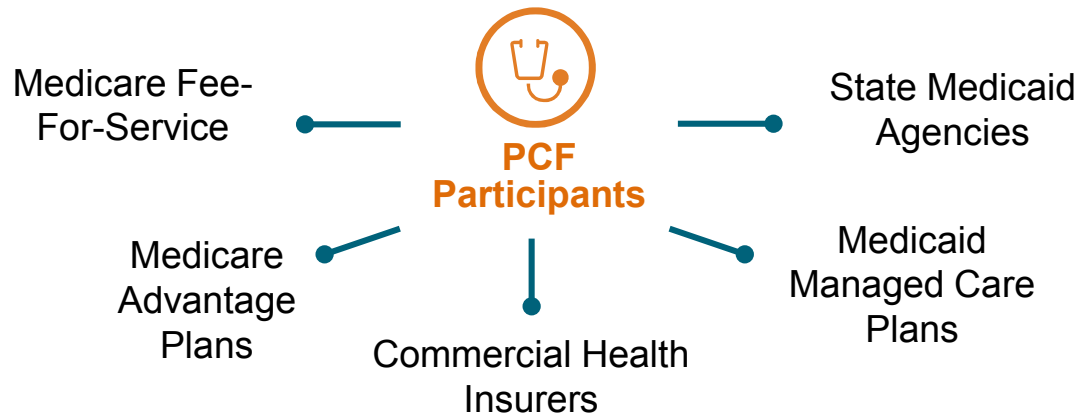 Medicare Fee-
For-Service
PCF
Participants
State Medicaid
Agencies
Medicare
Advantage
Plans
Commercial Health
Insurers
Medicaid
Managed Care
Plans